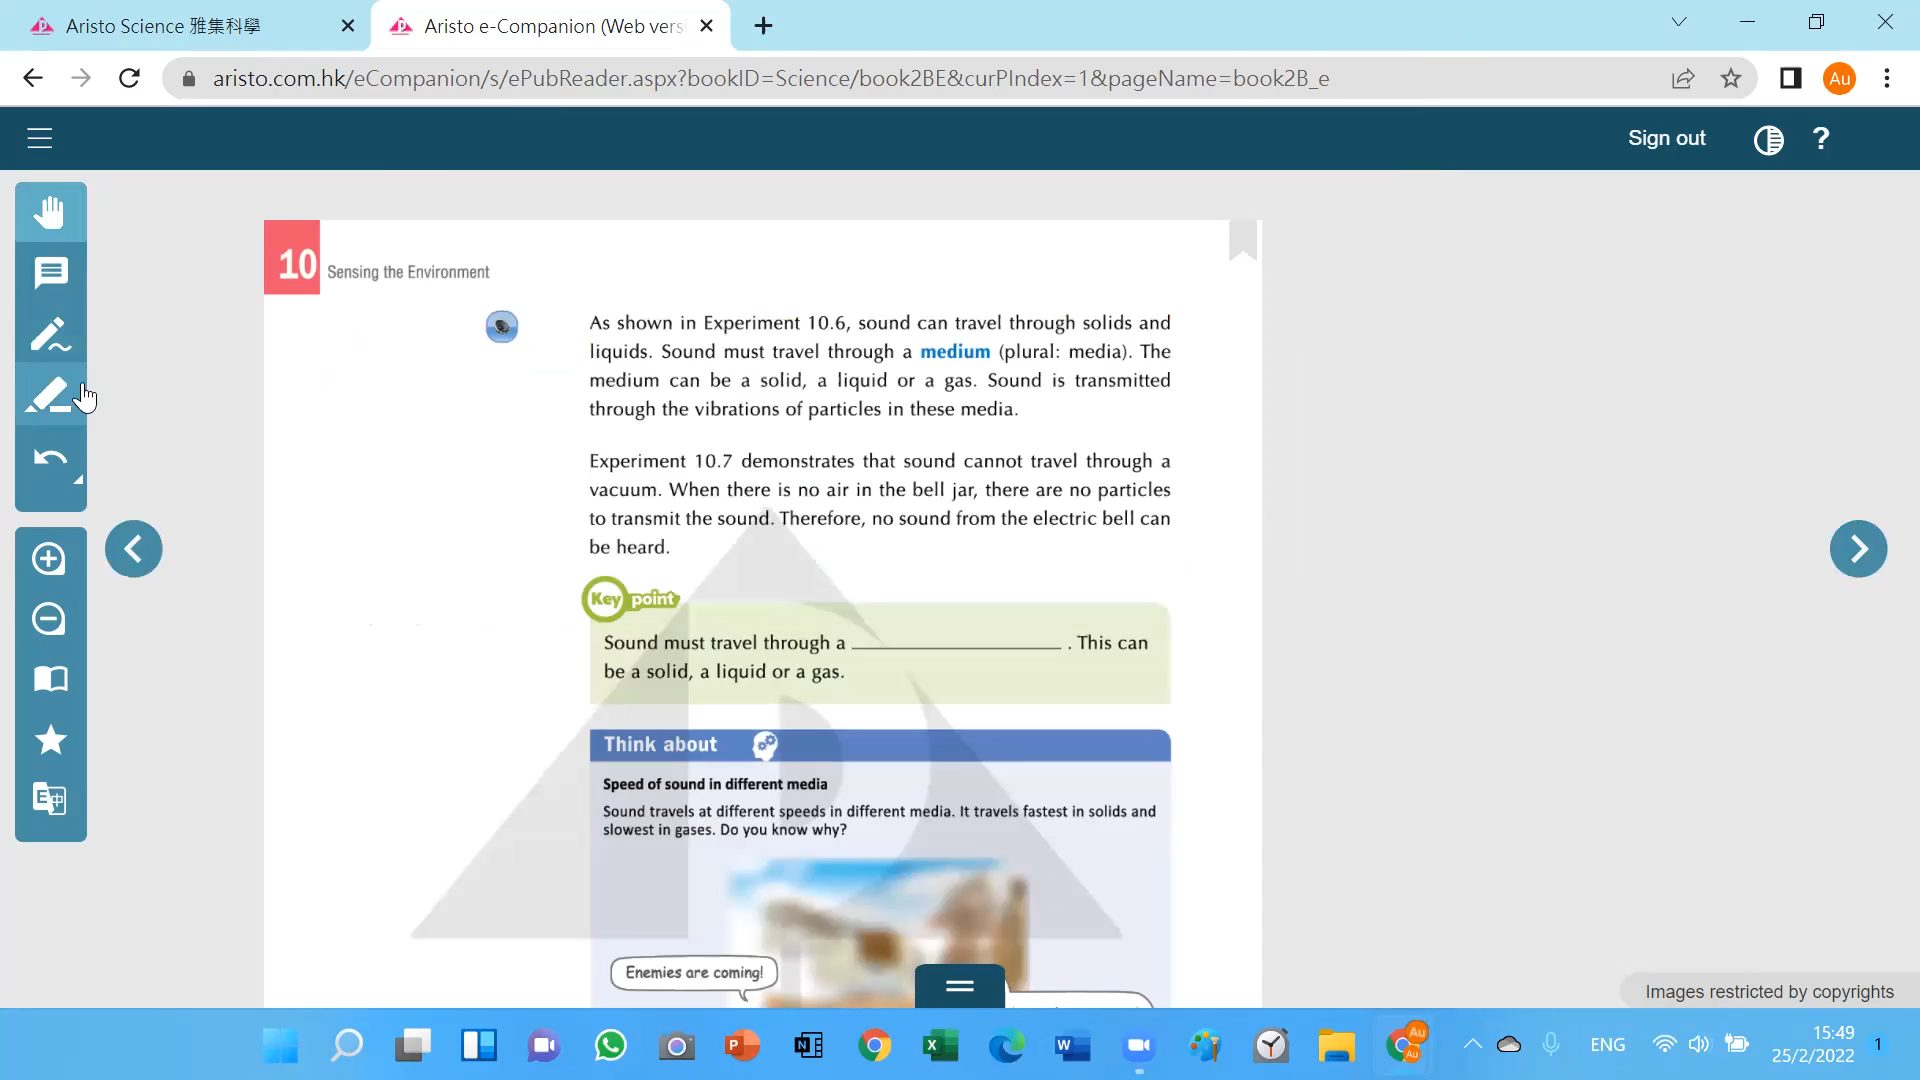 Aristo Science 雅集科學
Aristo e-Companion (Web versi
aristo.com.hk/eCompanion/s/ePubReader.aspx?bookID=Science/book2BE&curPIndex=1&pageName=book2B_e
Au
Sign out
?
10 Sensing the Environment
As shown in Experiment 10.6, sound can travel through solids and
liquids. Sound must travel through a medium (plural: media). The
medium can be a solid, a liquid or a gas. Sound is transmitted
through the vibrations of particles in these media.
Experiment 10.7 demonstrates that sound cannot travel through a
vacuum. When there is no air in the bell jar, there are no particles
to transmit the sound. Therefore, no sound from the electric bell can
be heard.
Key point
Sound must travel through a ____________________ . This can
be a solid, a liquid or a gas.
Think about
Speed of sound in different media
Sound travels at different speeds in different media. It travels fastest in solids and
slowest in gases. Do you know why?
Enemies are coming!
Images restricted by copyrights
ENG
15:49
25/2/2022
1